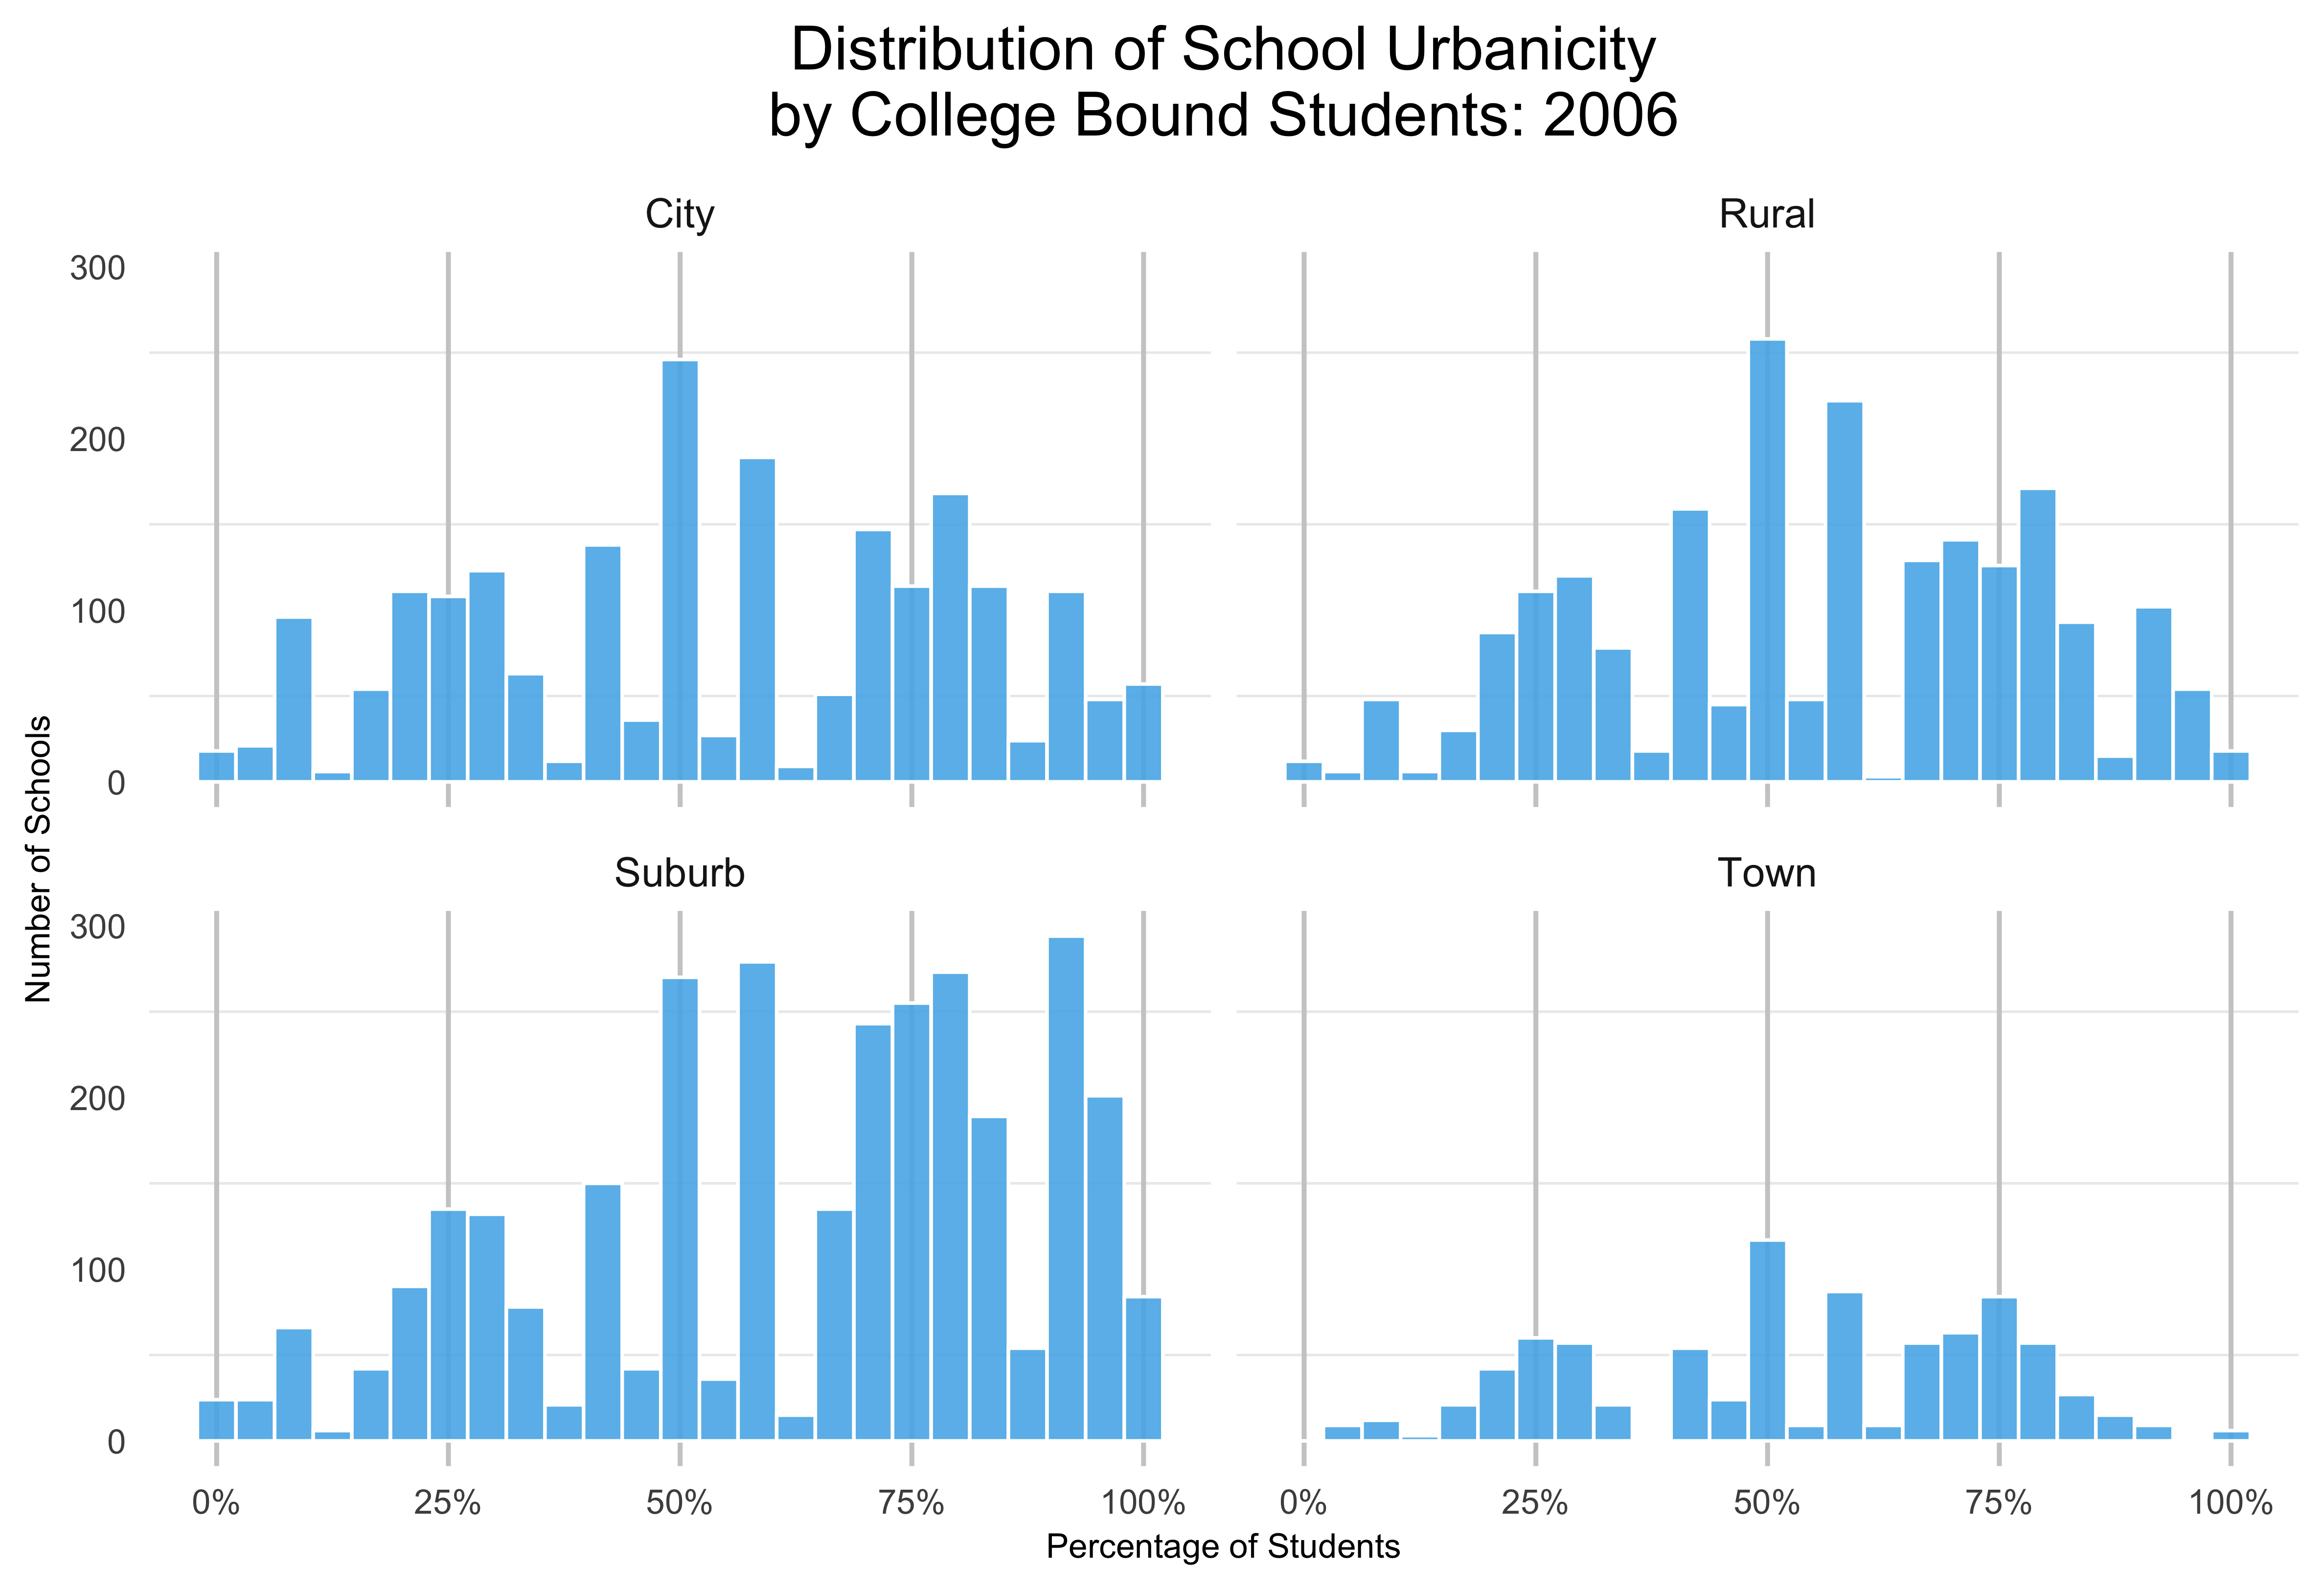 Distribution of School Urbanicity
by College Bound Students: 2006
City
Rural
300
200
100
0
Number of Schools
Suburb
Town
300
200
100
0
0%
25%
50%
75%
100%
0%
25%
50%
75%
100%
Percentage of Students